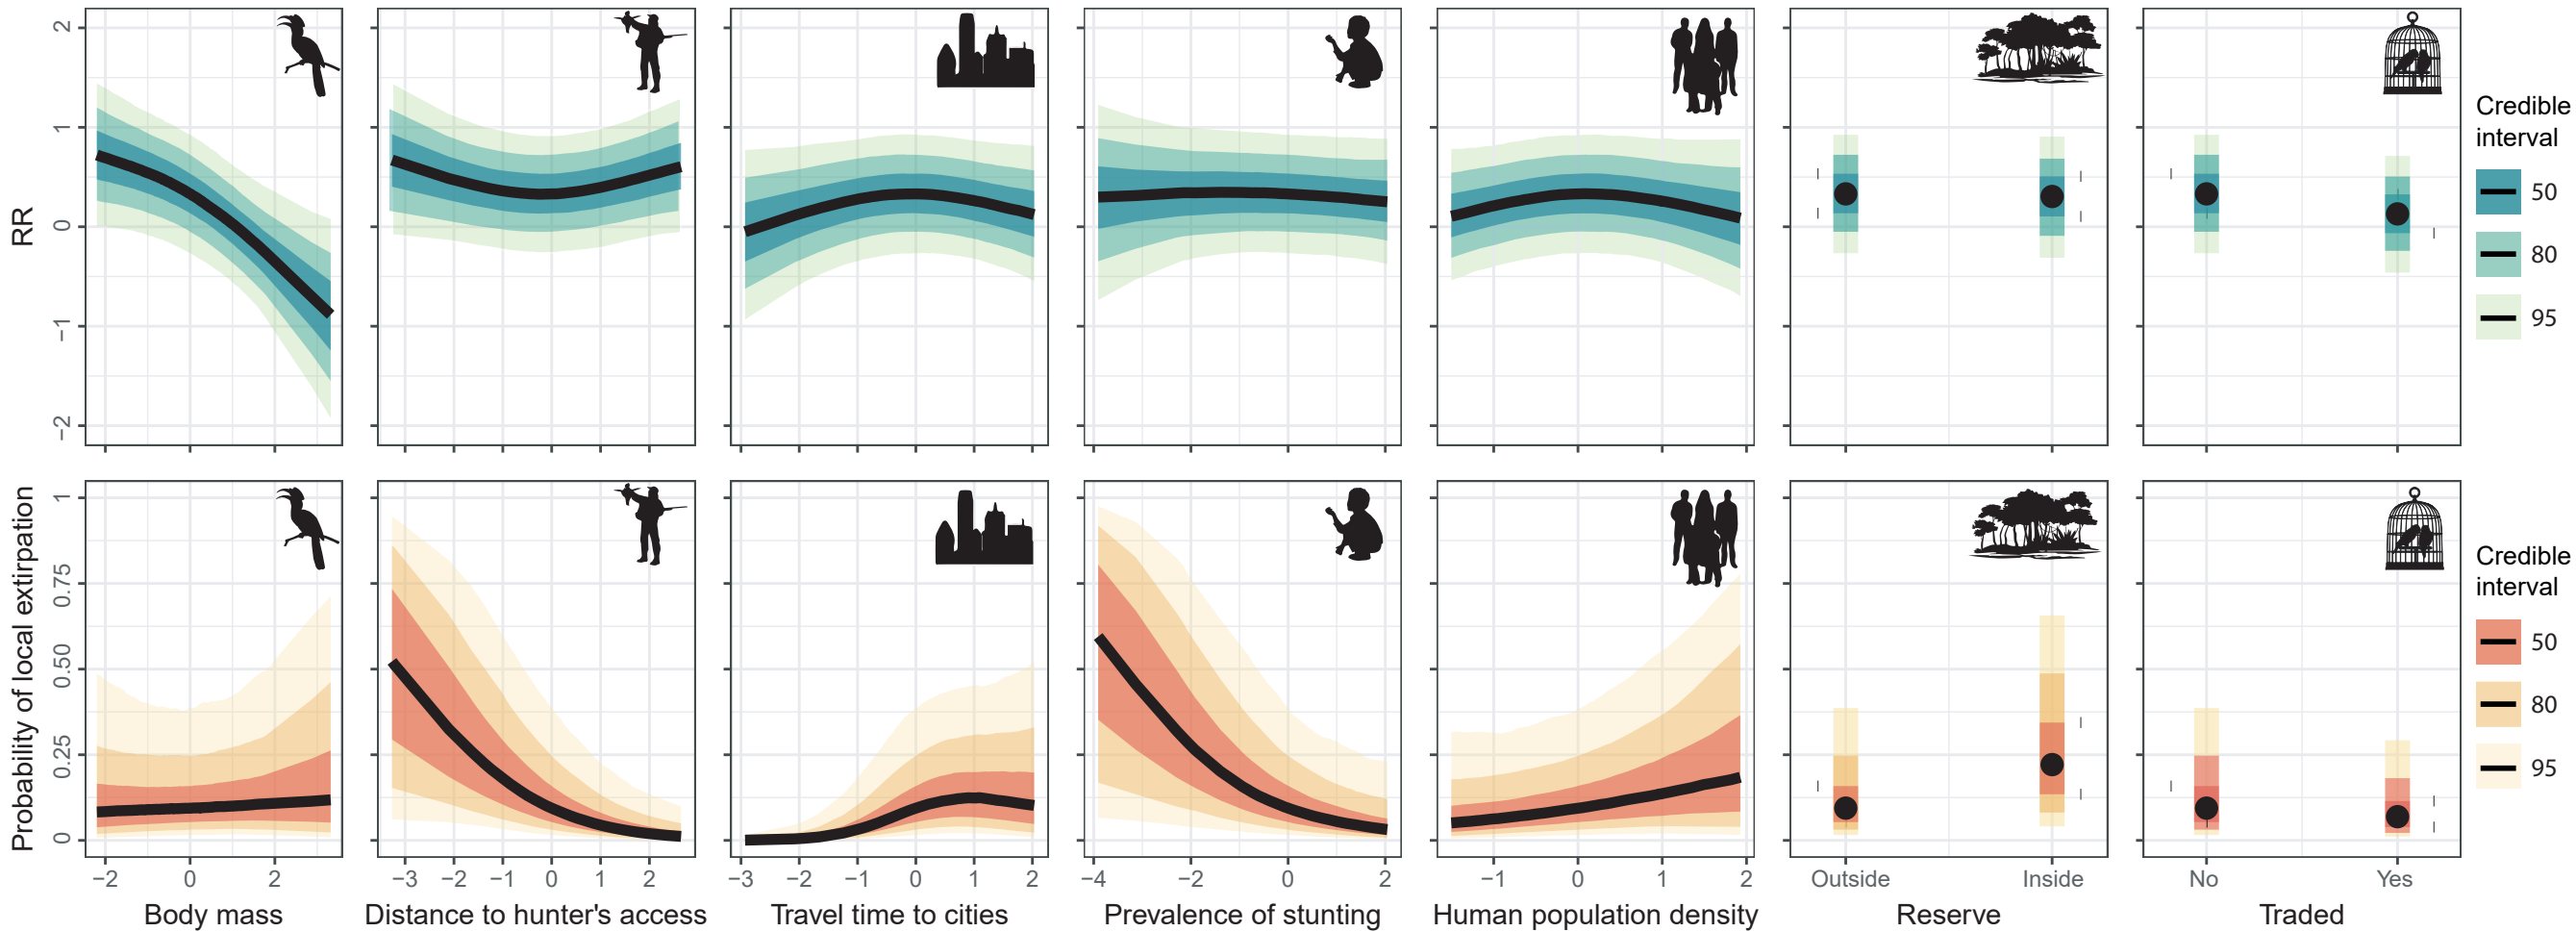 RR
2
1
0
−1
−2
Credible
interval
50
80
95
Probability of local extirpation
1
0.75
0.50
0.25
0
Credible
interval
50
80
95
−2 0 2
−3 −2 −1 0 1 2
−3 −2 −1 0 1 2
−4 −2 0 2
−1 0 1 2
Outside Inside
No Yes
Body mass
Distance to hunter's access
Travel time to cities
Prevalence of stunting
Human population density
Reserve
Traded